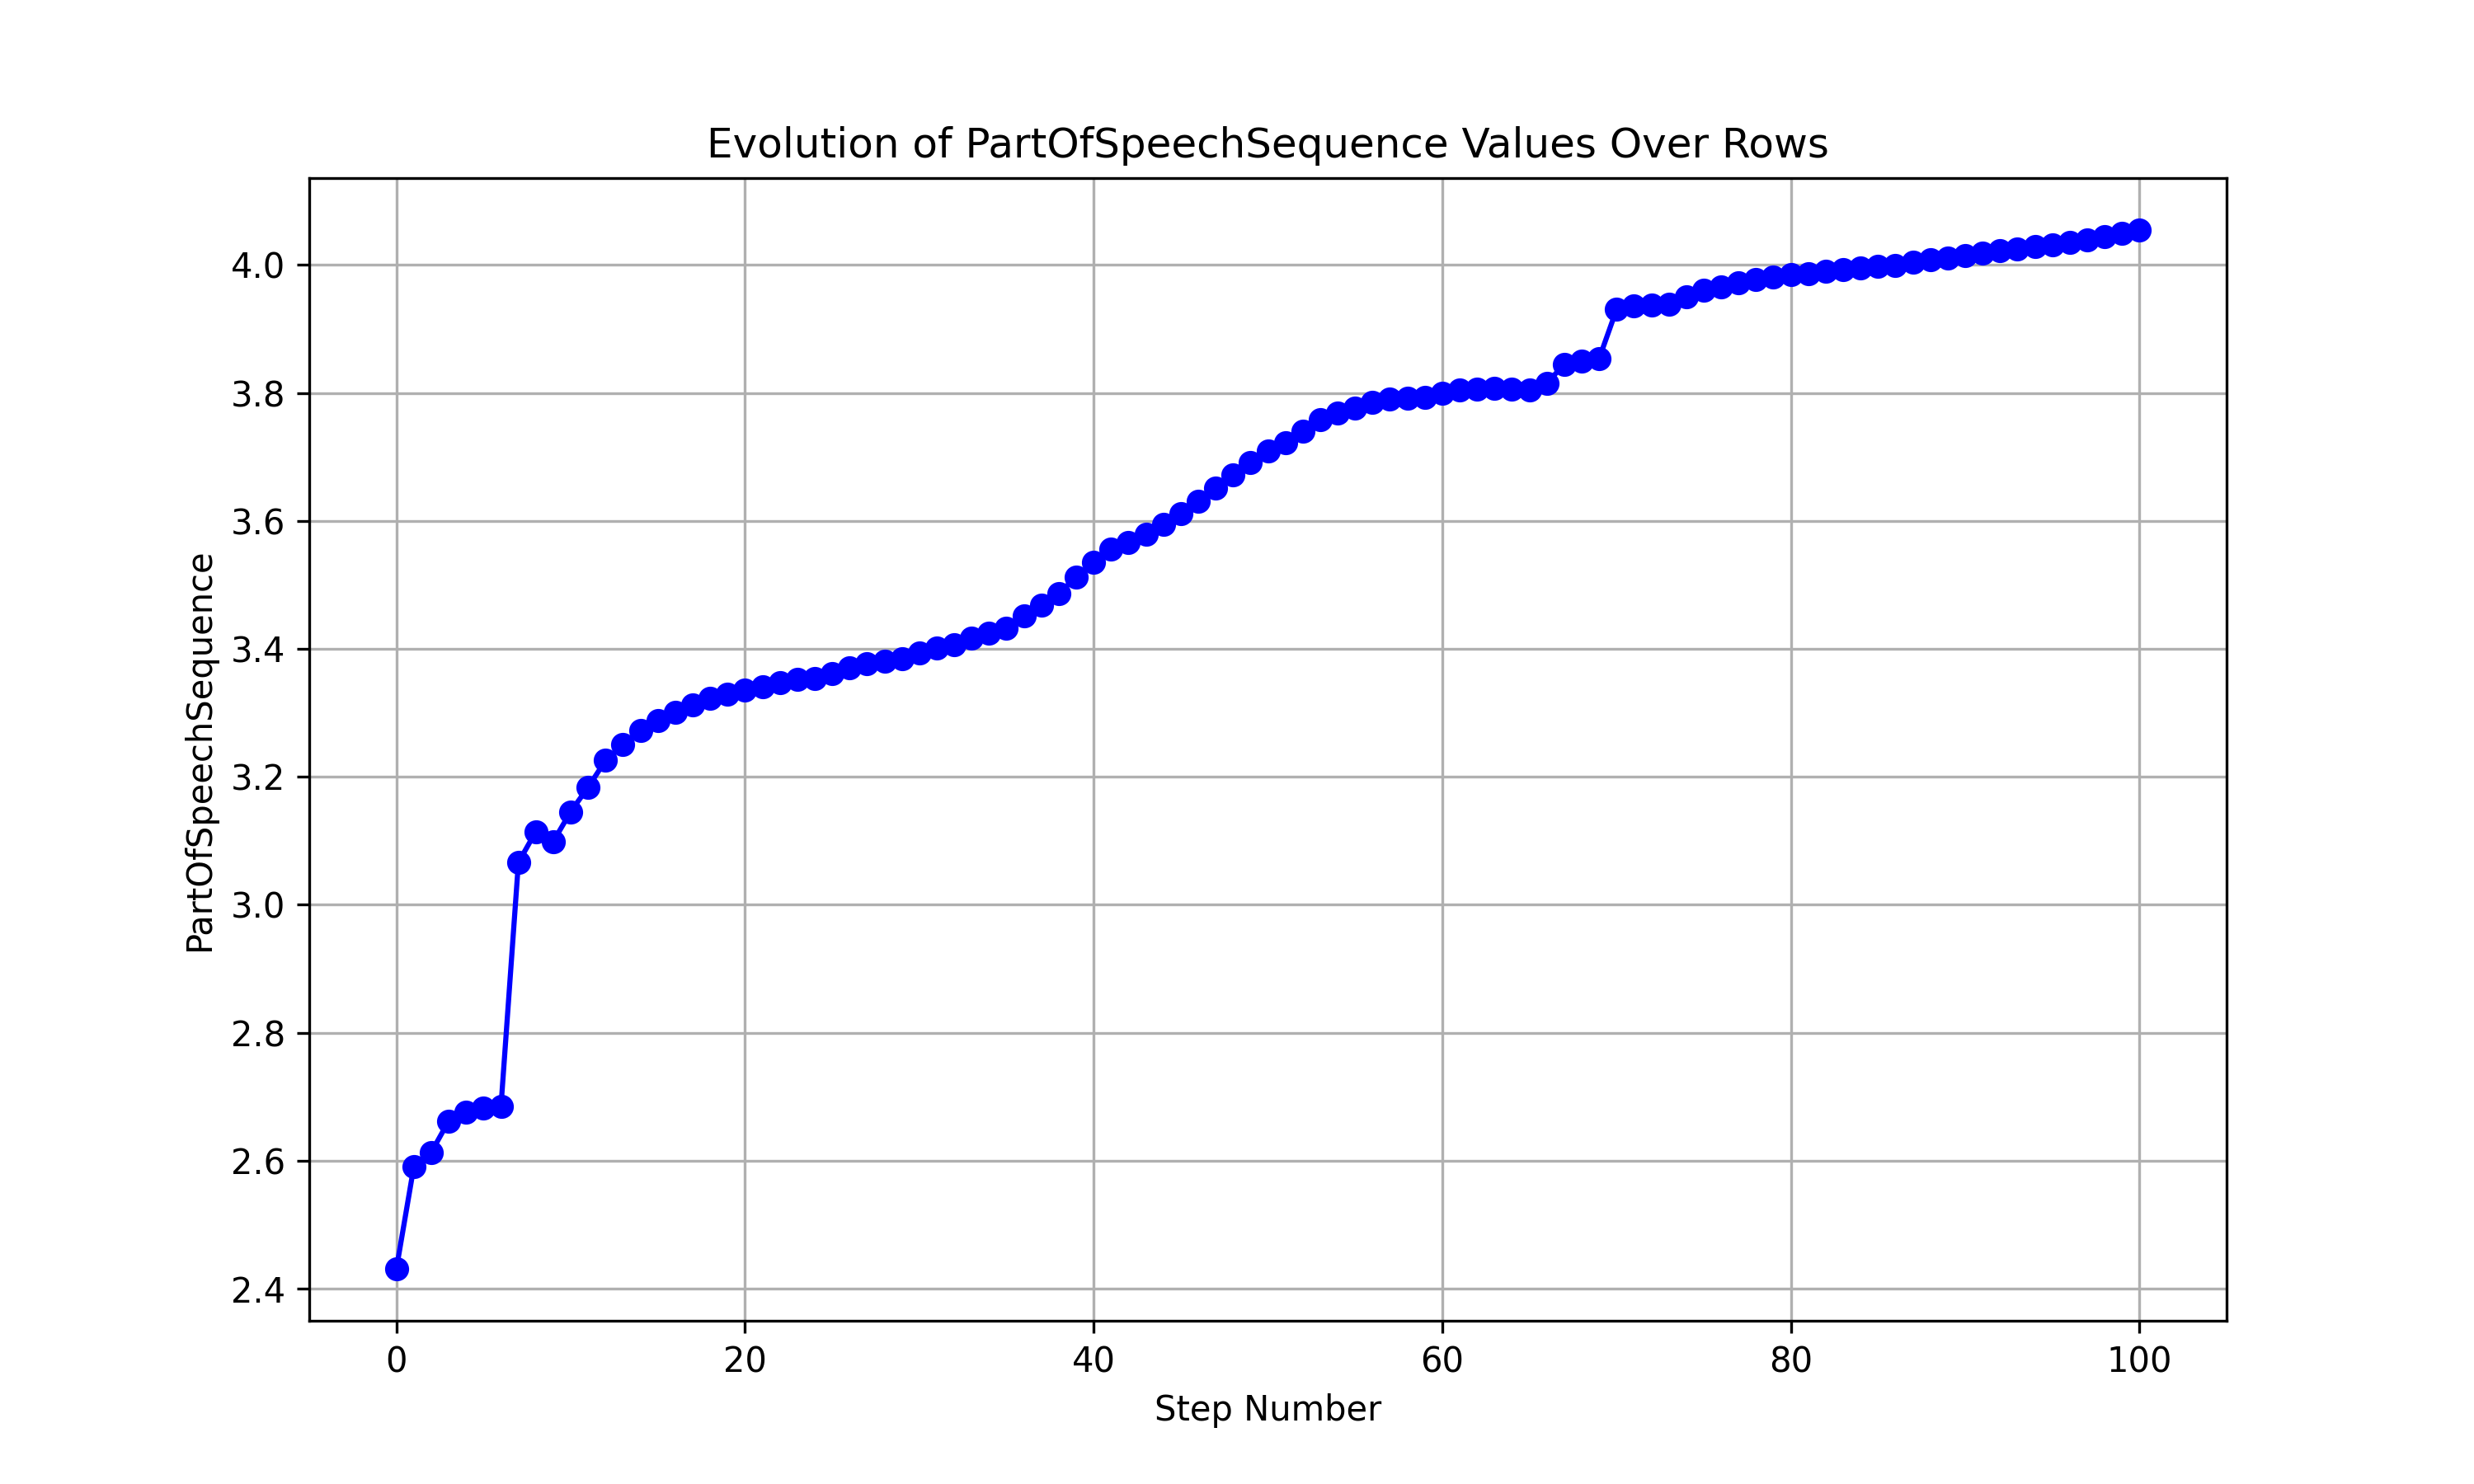 Evolution of PartOfSpeechSequence Values Over Rows
PartOfSpeechSequence
4.0
3.8
3.6
3.4
3.2
3.0
2.8
2.6
2.4
0 20 40 60 80 100
Step Number